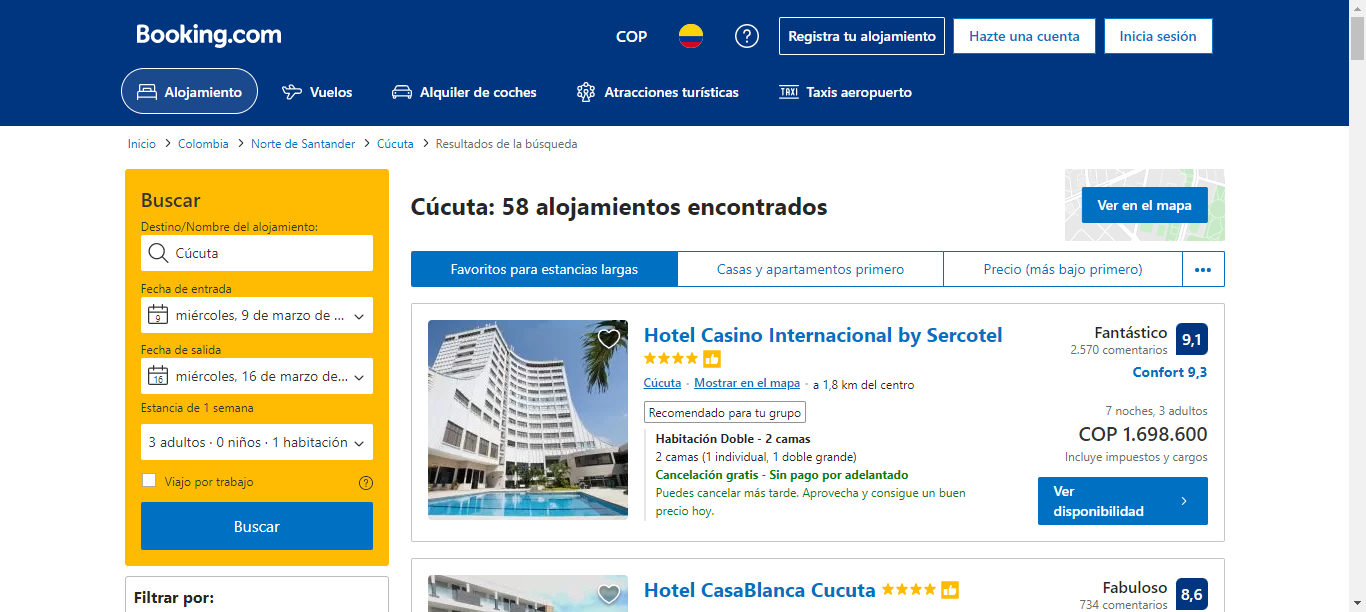 Booking.com
COP
Registra tu alojamiento
Hazte una cuenta
Inicia sesión
Alojamiento
Vuelos
Alquiler de coches
Atracciones turísticas
TAXI Taxis aeropuerto
Inicio > Colombia > Norte de Santander > Cúcuta > Resultados de la búsqueda
Buscar
Destino/Nombre del alojamiento:
Cúcuta
Fecha de entrada
9 miércoles, 9 de marzo de ...
Fecha de salida
16 miércoles, 16 de marzo de...
Estancia de 1 semana
3 adultos · 0 niños · 1 habitación
Viajo por trabajo
Buscar
Filtrar por:
Cúcuta: 58 alojamientos encontrados
Ver en el mapa
Favoritos para estancias largas
Casas y apartamentos primero
Precio (más bajo primero)
Hotel Casino Internacional by Sercotel
Cúcuta · Mostrar en el mapa · a 1,8 km del centro
Recomendado para tu grupo
Habitación Doble - 2 camas
2 camas (1 individual, 1 doble grande)
Cancelación gratis - Sin pago por adelantado
Puedes cancelar más tarde. Aprovecha y consigue un buen
precio hoy.
Fantástico
2.570 comentarios
9,1
Confort 9,3
7 noches, 3 adultos
COP 1.698.600
Incluye impuestos y cargos
Ver
disponibilidad
Hotel CasaBlanca Cucuta
Fabuloso
734 comentarios
8,6